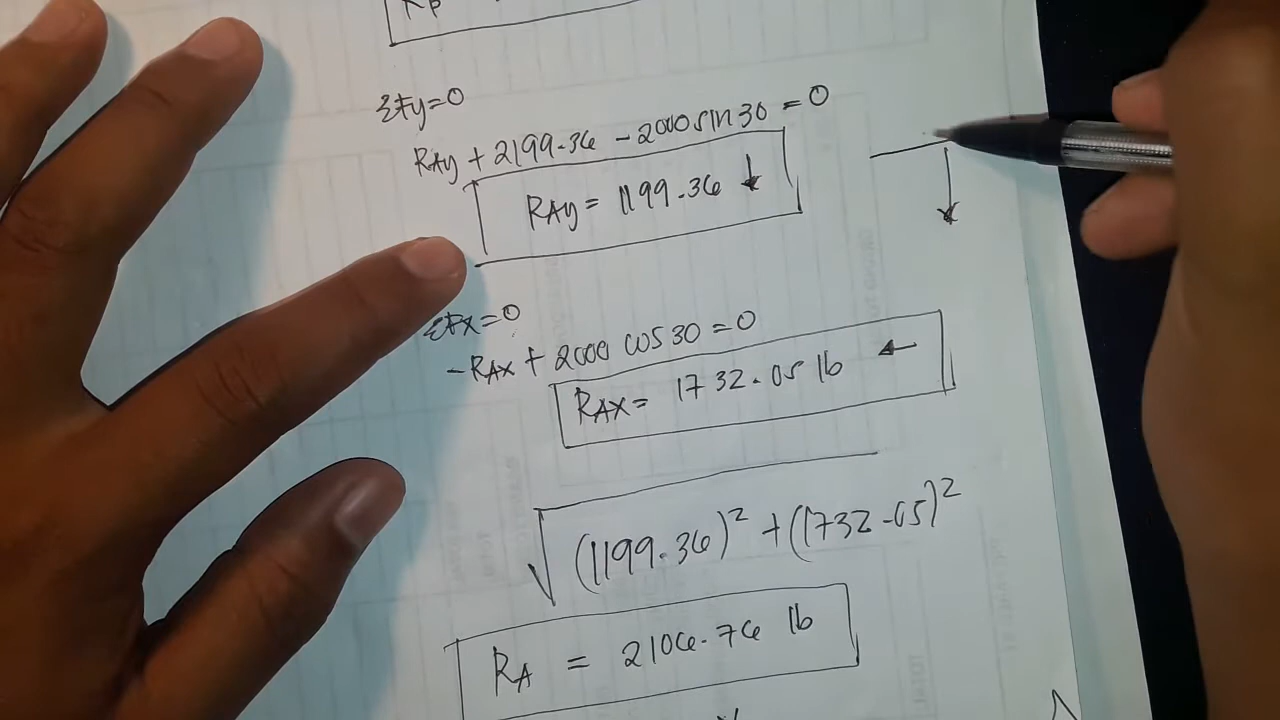 ΣFy=0
RAy + 2199.36 - 2000 sin 30 = 0
RAy = 1199.36 ↓
ΣFx=0
-RAx + 2000 cos 30 = 0
RAx = 1732.05 lb ←
√(1199.36)² + (1732.05)²
RA = 2106.76 lb